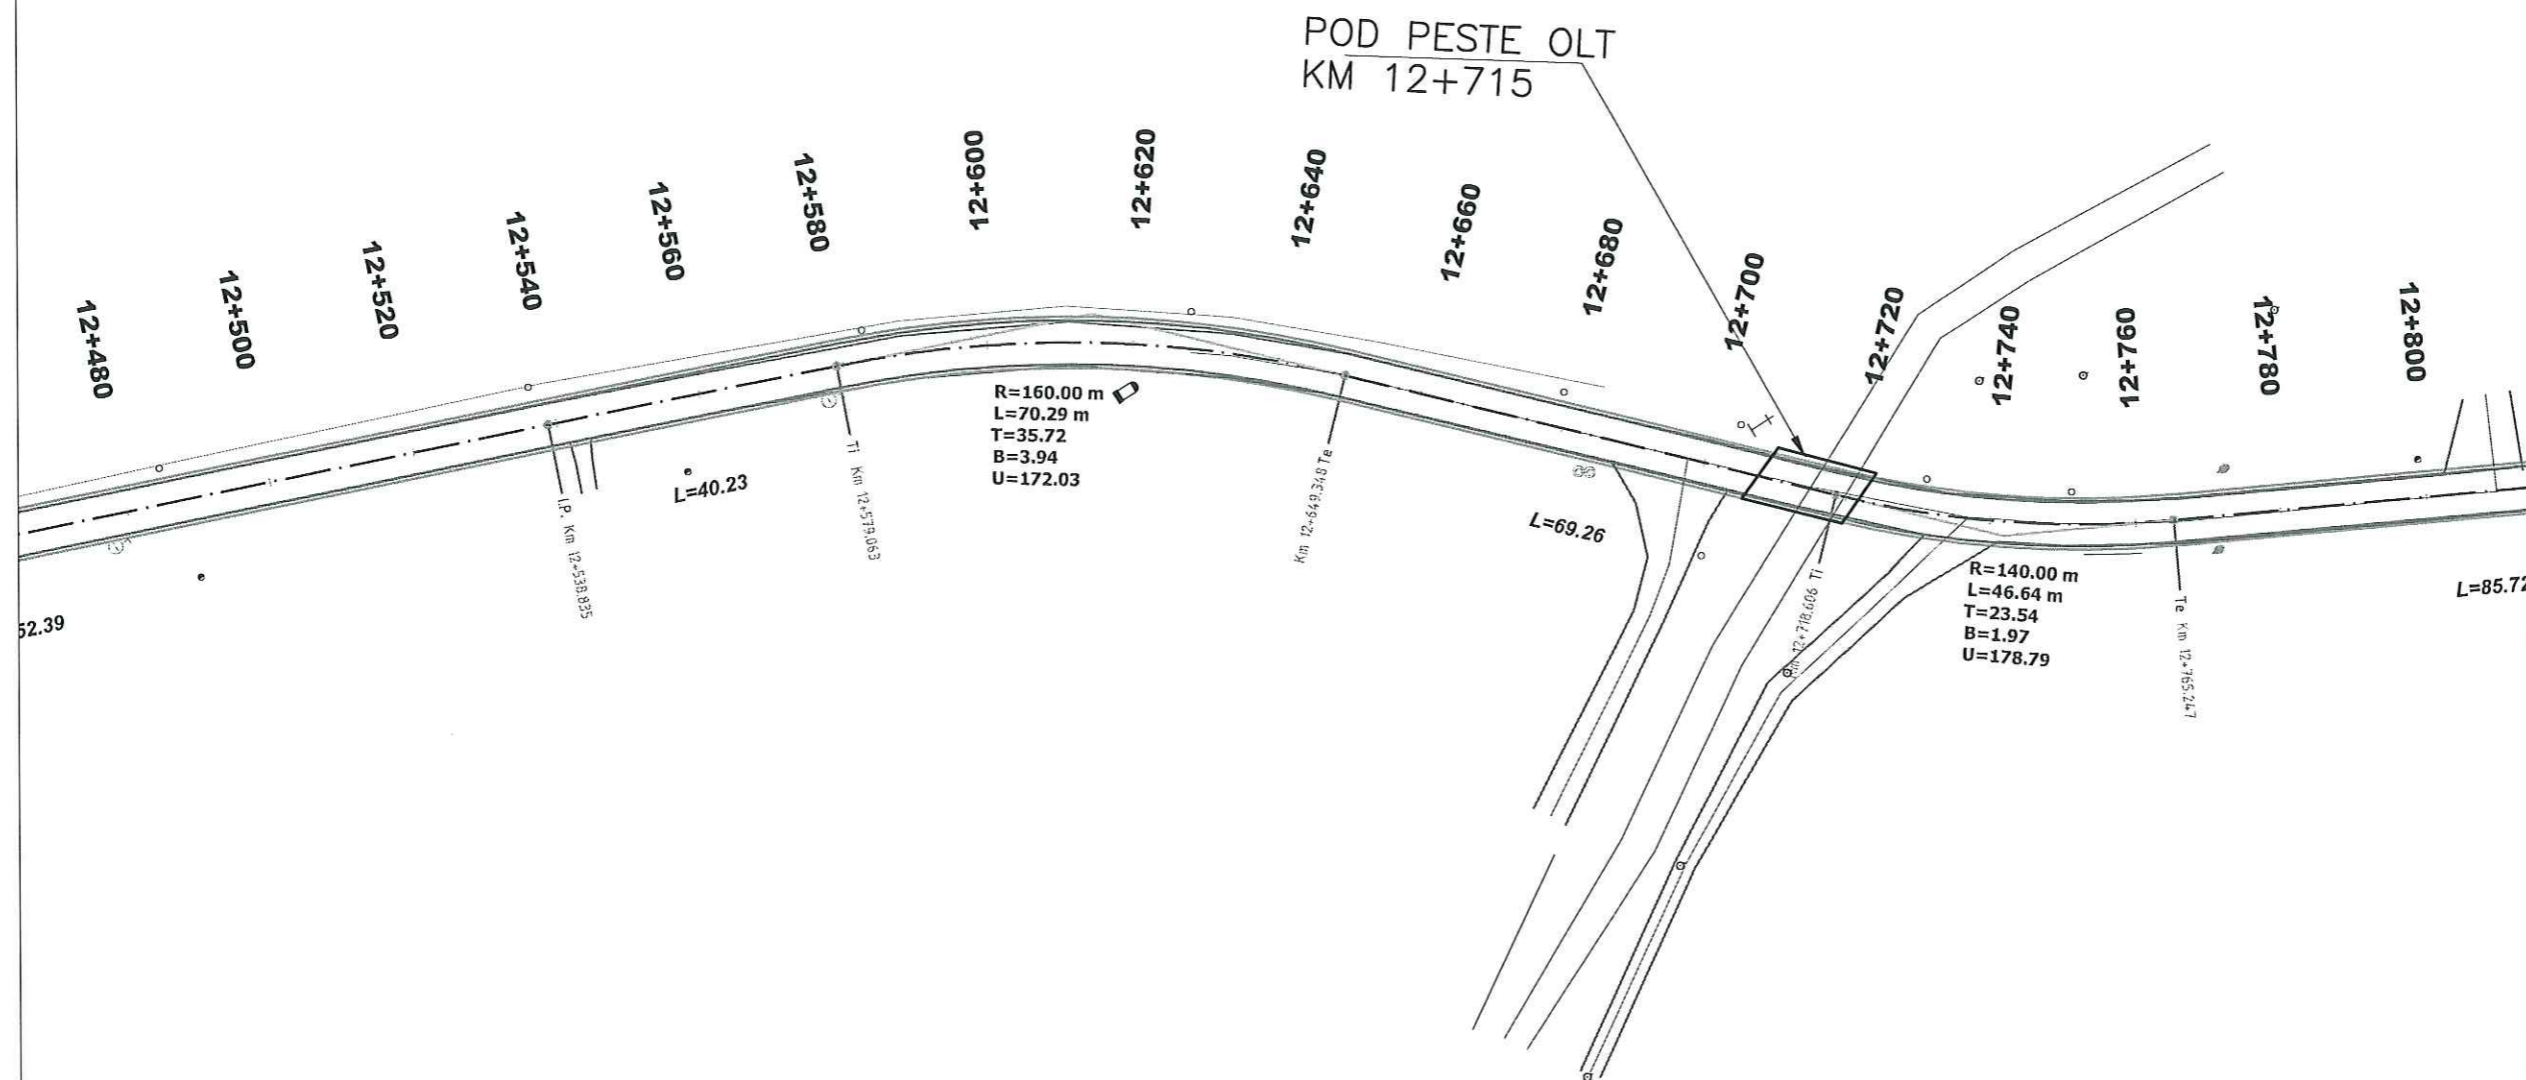 POD PESTE OLT
KM 12+715
12+480
12+500
12+520
12+540
12+560
12+580
12+600
12+620
12+640
12+660
12+680
12+700
12+720
12+740
12+760
12+780
12+800
R=160.00 m
L=70.29 m
T=35.72
B=3.94
U=172.03
52.39
I.P. Km 12+538.835
L=40.23
Ti Km 12+579.063
Km 12+649.348 Te
L=69.26
Km 12+718.606 Ti
R=140.00 m
L=46.64 m
T=23.54
B=1.97
U=178.79
Te Km 12+765.247
L=85.72